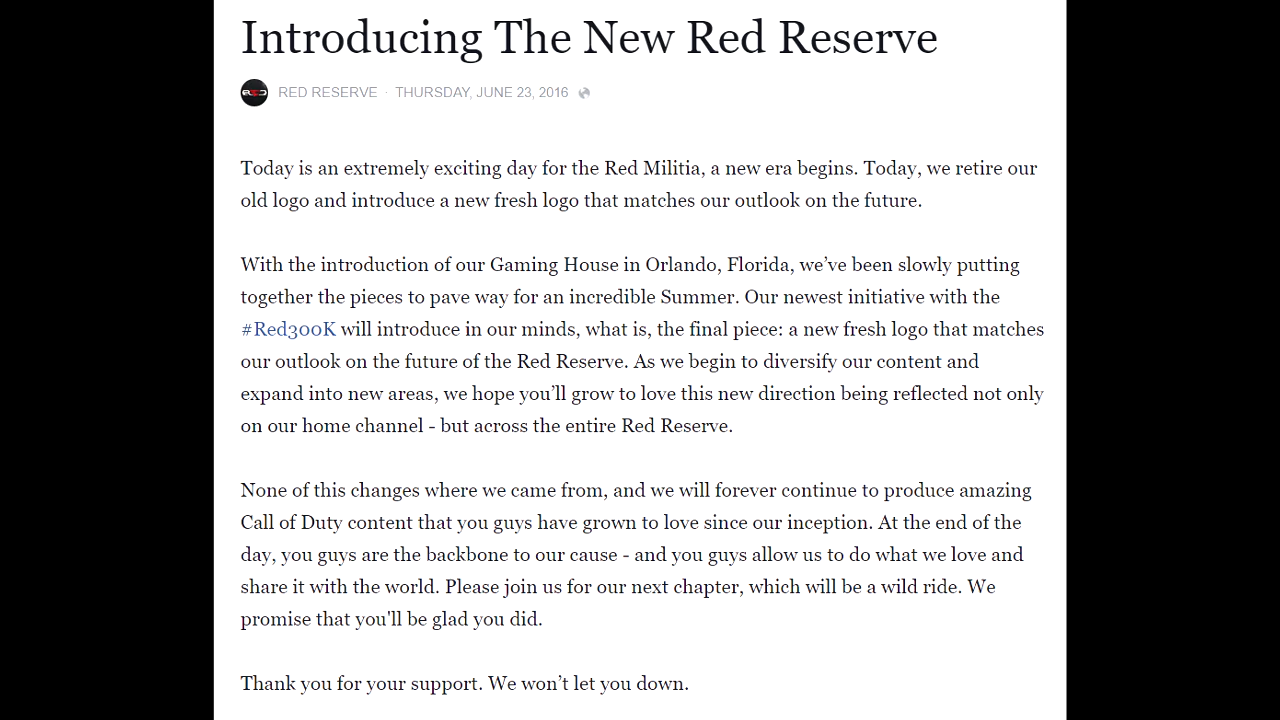 Introducing The New Red Reserve
RED RESERVE · THURSDAY, JUNE 23, 2016
Today is an extremely exciting day for the Red Militia, a new era begins. Today, we retire our
old logo and introduce a new fresh logo that matches our outlook on the future.
With the introduction of our Gaming House in Orlando, Florida, we’ve been slowly putting
together the pieces to pave way for an incredible Summer. Our newest initiative with the
#Red300K will introduce in our minds, what is, the final piece: a new fresh logo that matches
our outlook on the future of the Red Reserve. As we begin to diversify our content and
expand into new areas, we hope you’ll grow to love this new direction being reflected not only
on our home channel - but across the entire Red Reserve.
None of this changes where we came from, and we will forever continue to produce amazing
Call of Duty content that you guys have grown to love since our inception. At the end of the
day, you guys are the backbone to our cause - and you guys allow us to do what we love and
share it with the world. Please join us for our next chapter, which will be a wild ride. We
promise that you'll be glad you did.
Thank you for your support. We won’t let you down.